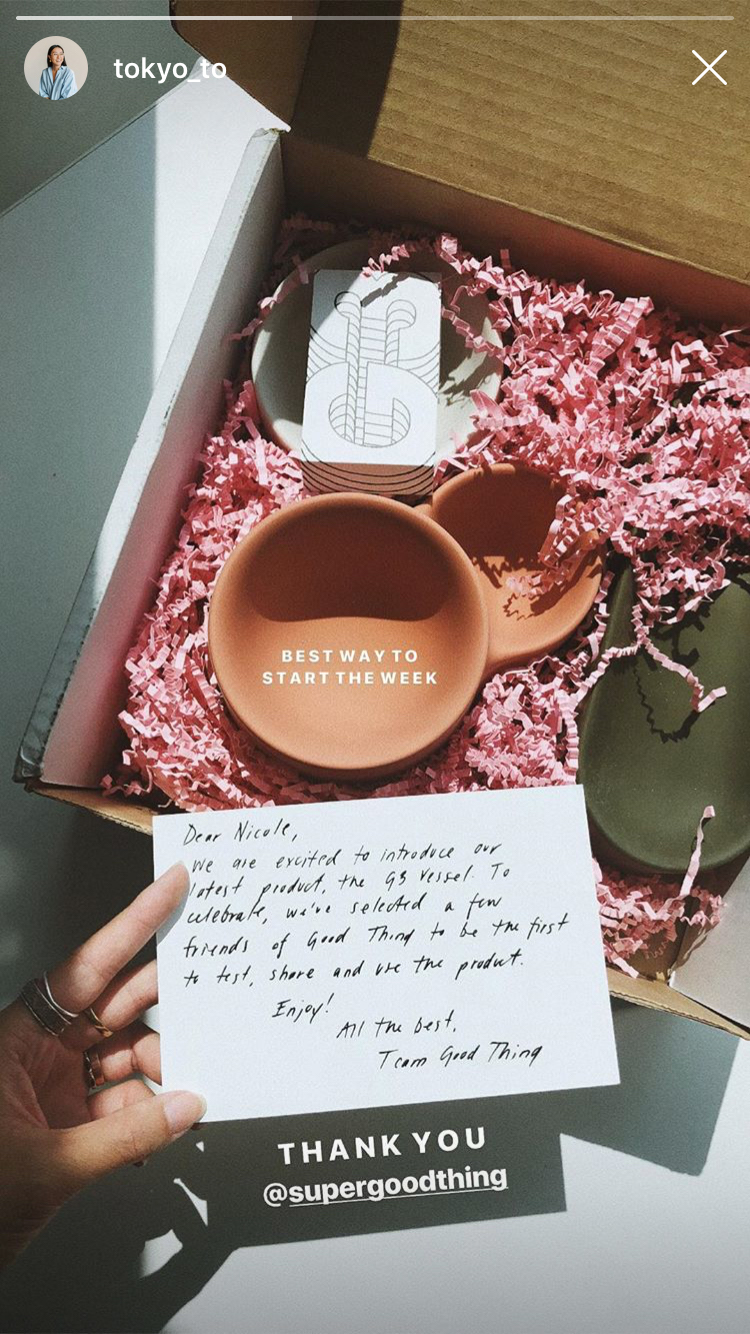 tokyo_to
BEST WAY TO
START THE WEEK
Dear Nicole,
We are excited to introduce our
latest product, the G3 Vessel. To
celebrate, we've selected a few
friends of Good Thing to be the first
to test, share and use the product.
Enjoy!
All the best,
Team Good Thing
THANK YOU
@supergoodthing